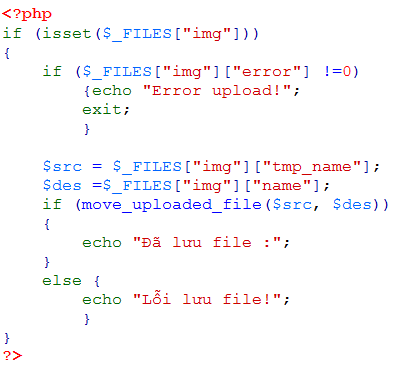 <?php
if (isset($_FILES["img"]))
{
    if ($_FILES["img"]["error"] !=0)
        {echo "Error upload!";
        exit;
        }
    $src = $_FILES["img"]["tmp_name"];
    $des =$_FILES["img"]["name"];
    if (move_uploaded_file($src, $des))
    {
        echo "Đã lưu file :";
    }
    else {
        echo "Lỗi lưu file!";
        }
}
?>